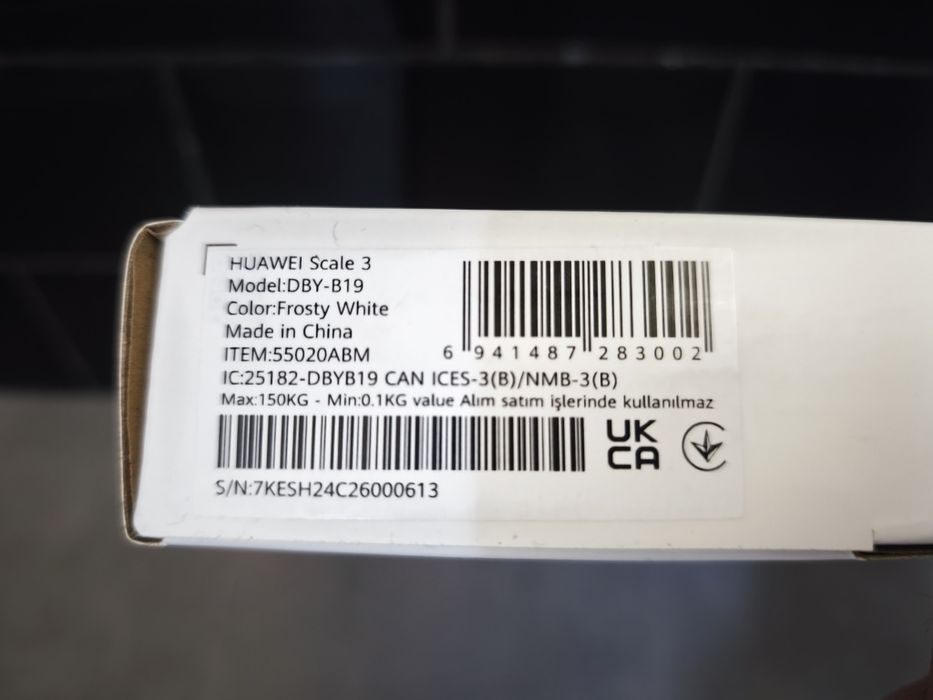 HUAWEI Scale 3
Model:DBY-B19
Color:Frosty White
Made in China
ITEM:55020ABM
6 941487 283002
IC:25182-DBYB19 CAN ICES-3(B)/NMB-3(B)
Max:150KG - Min:0.1KG value Alım satım işlerinde kullanılmaz
UK
CA
S/N:7KESH24C26000613